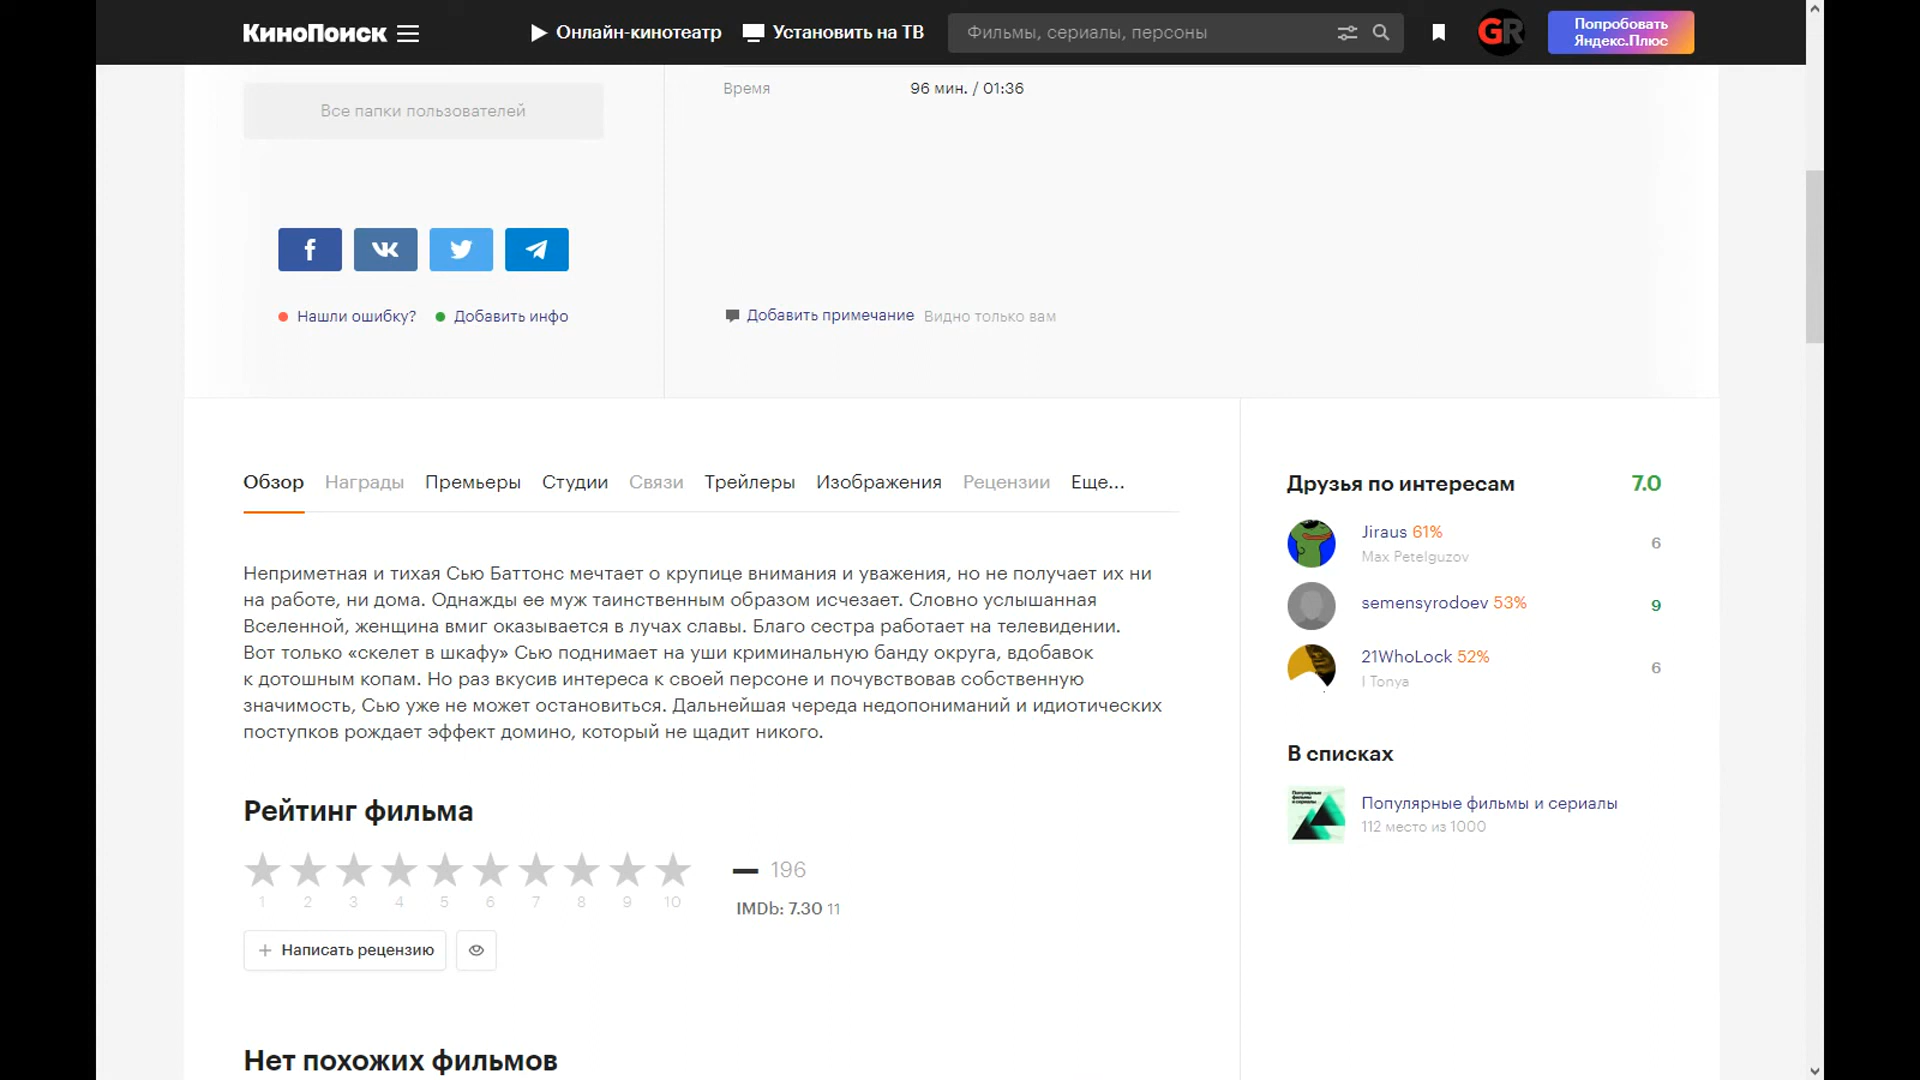 КиноПоиск
Онлайн-кинотеатр
Установить на ТВ
Фильмы, сериалы, персоны
GR
Попробовать
Яндекс.Плюс
Все папки пользователей
Время
96 мин. / 01:36
Нашли ошибку?
Добавить инфо
Добавить примечание
Видно только вам
Обзор Награды Премьеры Студии Связи Трейлеры Изображения Рецензии Еще...
Неприметная и тихая Сью Баттонс мечтает о крупице внимания и уважения, но не получает их ни
на работе, ни дома. Однажды ее муж таинственным образом исчезает. Словно услышанная
Вселенной, женщина вмиг оказывается в лучах славы. Благо сестра работает на телевидении.
Вот только «скелет в шкафу» Сью поднимает на уши криминальную банду округа, вдобавок
к дотошным копам. Но раз вкусив интереса к своей персоне и почувствовав собственную
значимость, Сью уже не может остановиться. Дальнейшая череда недопониманий и идиотических
поступков рождает эффект домино, который не щадит никого.
Рейтинг фильма
1 2 3 4 5 6 7 8 9 10
— 196
IMDb: 7.30 11
+ Написать рецензию
Нет похожих фильмов
Друзья по интересам 7.0
Jiraus 61%
Max Petelguzov
6
semensyrodoev 53%
9
21WhoLock 52%
I Tonya
6
В списках
Популярные
фильмы
и сериалы
Популярные фильмы и сериалы
112 место из 1000